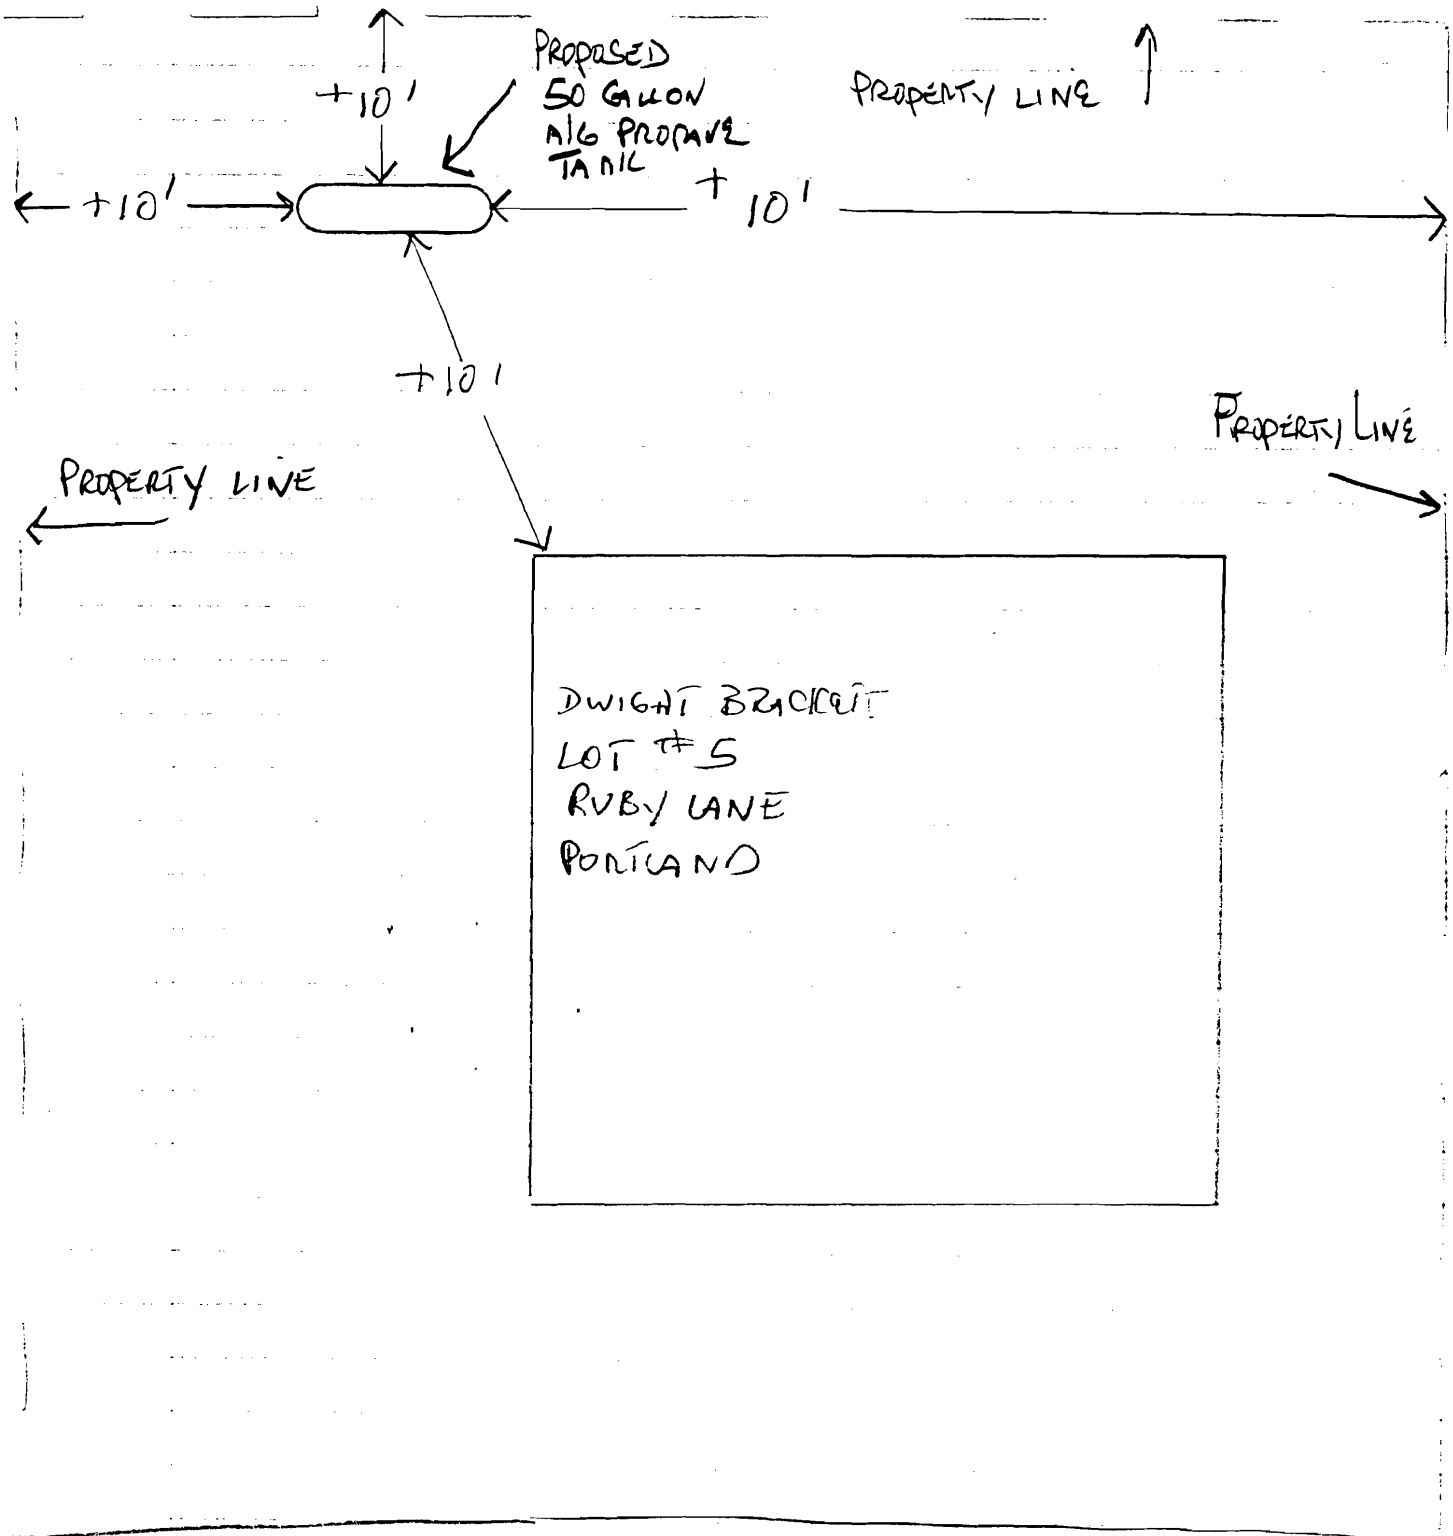 PROPOSED
50 GALLON
A/G PROPANE
TANK
+10'
PROPERTY LINE
+10'
+10'
+10'
PROPERTY LINE
PROPERTY LINE
DWIGHT BRACKETT
LOT #5
RUBY LANE
PORTLAND